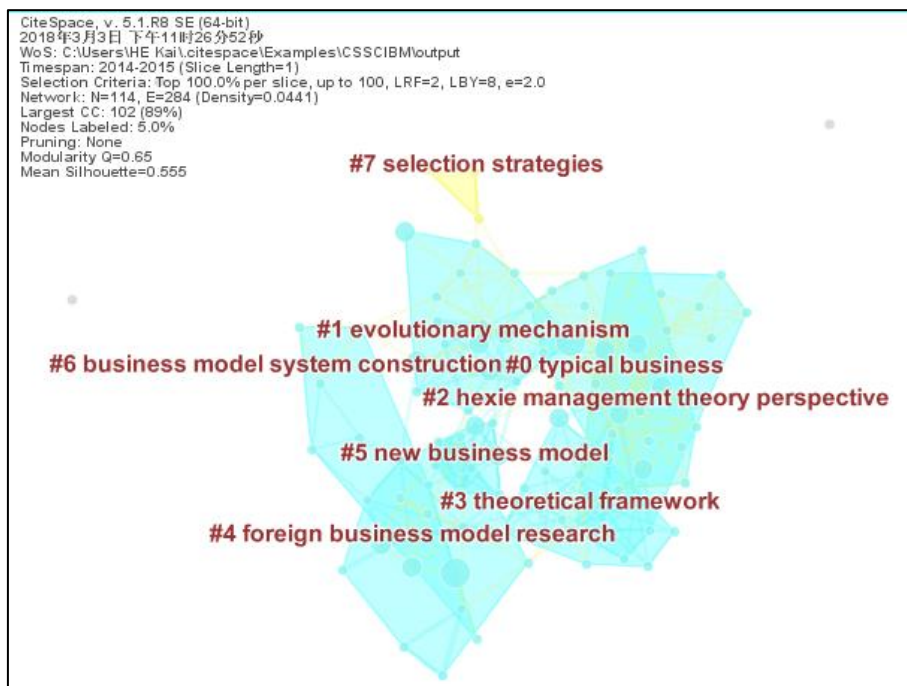 CiteSpace, v. 5.1.R8 SE (64-bit)
2018年3月3日 下午11时26分52秒
WoS: C:\Users\HE Kai\.citespace\Examples\CSSCIBM\output
Timespan: 2014-2015 (Slice Length=1)
Selection Criteria: Top 100.0% per slice, up to 100, LRF=2, LBY=8, e=2.0
Network: N=114, E=284 (Density=0.0441)
Largest CC: 102 (89%)
Nodes Labeled: 5.0%
Pruning: None
Modularity Q=0.65
Mean Silhouette=0.555
#7 selection strategies
#1 evolutionary mechanism
#6 business model system construction
#0 typical business
#2 hexie management theory perspective
#5 new business model
#3 theoretical framework
#4 foreign business model research